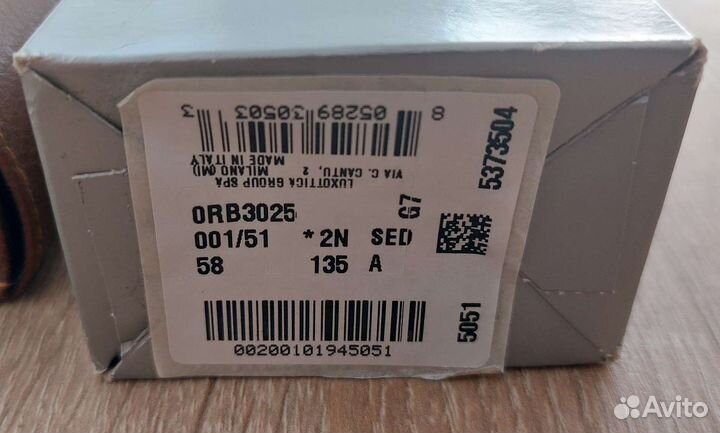 8 05289 30503 3
LUXOTTICA GROUP SPA
VIA C. CANTU, 2
MILANO (MI)
MADE IN ITALY
0RB3025 G7
001/51 *2N SED
58 135 A
00200101945051
5373504
5051
Avito